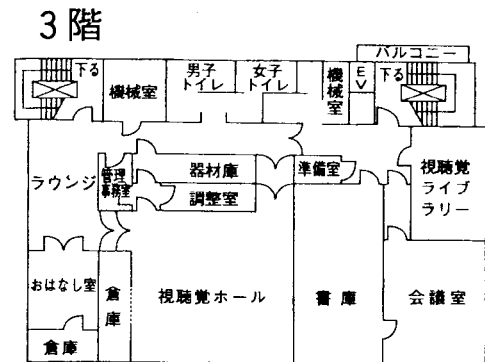 3階
バルコニー
下る
機械室
男子
トイレ
女子
トイレ
機械室
EV
下る
ラウンジ
管理
事務室
器材庫
調整室
準備室
視聴覚
ライブ
ラリー
おはなし室
倉庫
倉庫
視聴覚ホール
書庫
会議室